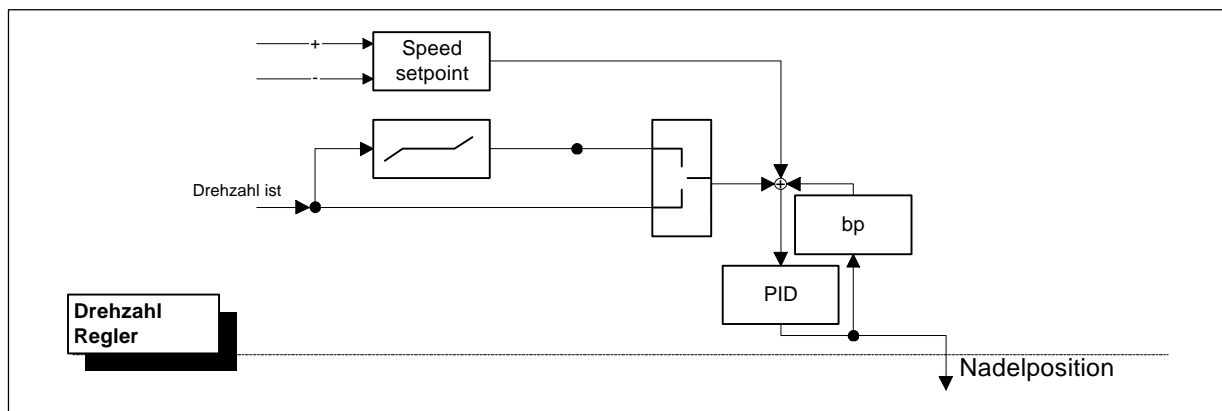 +
Speed
setpoint
-
Drehzahl ist
+
bp
PID
Drehzahl
Regler
Nadelposition